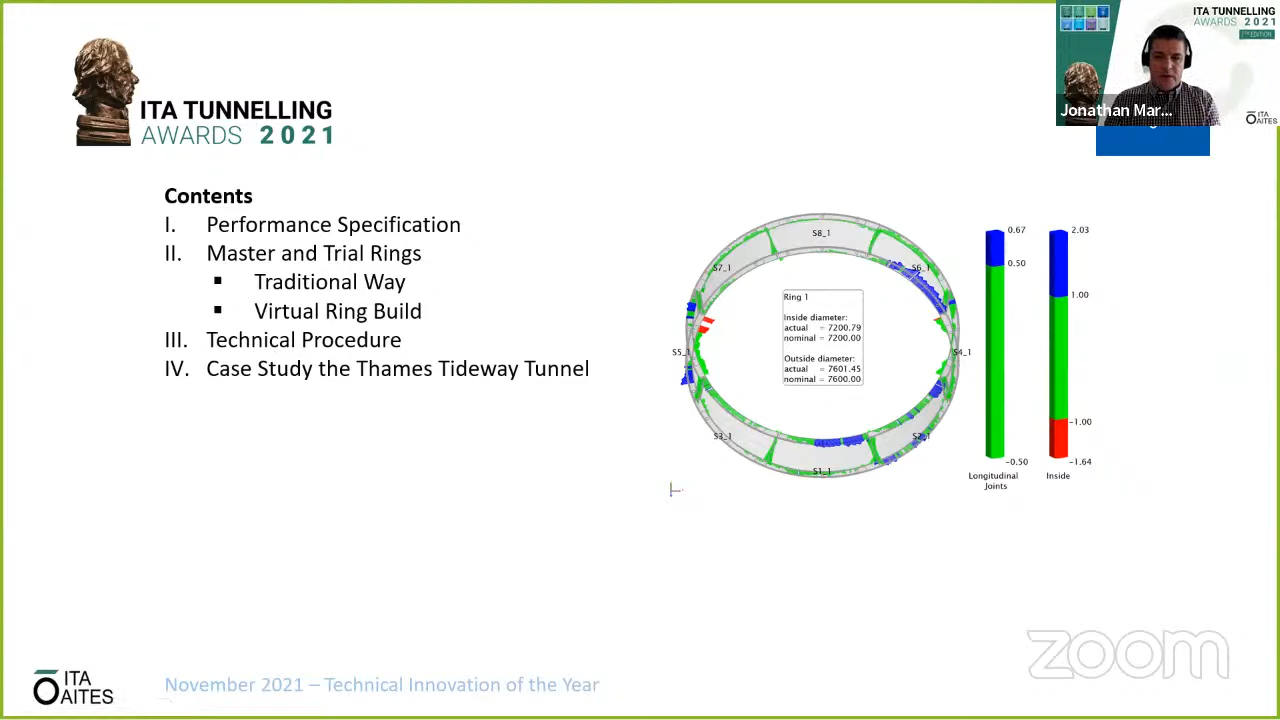 ITA TUNNELLING
AWARDS 2021
Contents
I. Performance Specification
II. Master and Trial Rings
▪ Traditional Way
▪ Virtual Ring Build
III. Technical Procedure
IV. Case Study the Thames Tideway Tunnel
S8_1
S7_1
S6_1
S5_1
S4_1
S3_1
S2_1
S1_1
Ring 1
Inside diameter:
actual = 7200.79
nominal = 7200.00
Outside diameter:
actual = 7601.45
nominal = 7600.00
0.67
0.50
-0.50
Longitudinal
Joints
2.03
1.00
-1.00
-1.64
Inside
ITA TUNNELLING
AWARDS 2021
Jonathan Mar...
ITA
AITES
zoom
ITA
AITES
November 2021 – Technical Innovation of the Year